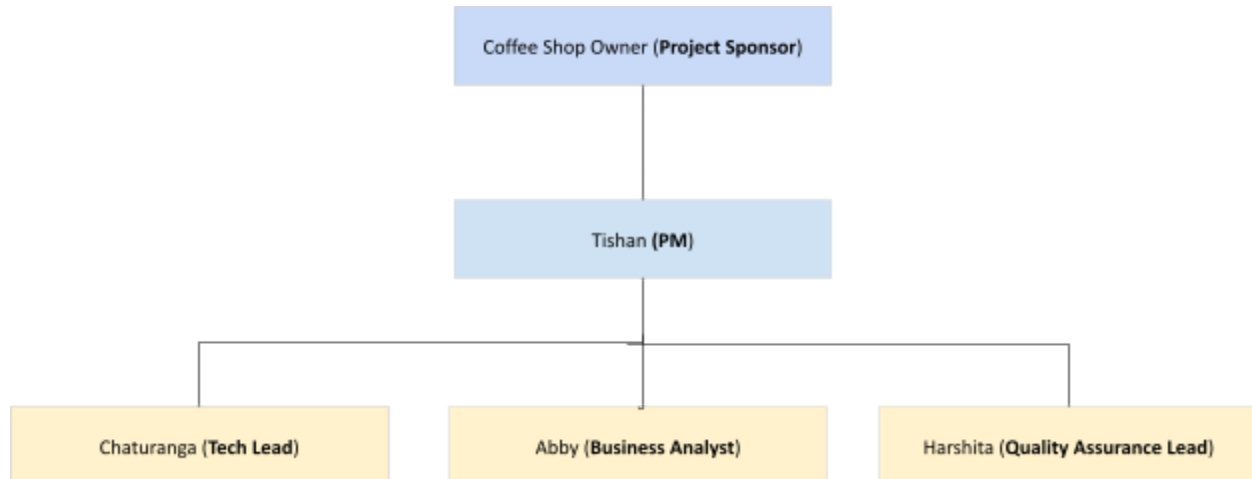 Coffee Shop Owner (Project Sponsor)
Tishan (PM)
Chaturanga (Tech Lead)
Abby (Business Analyst)
Harshita (Quality Assurance Lead)